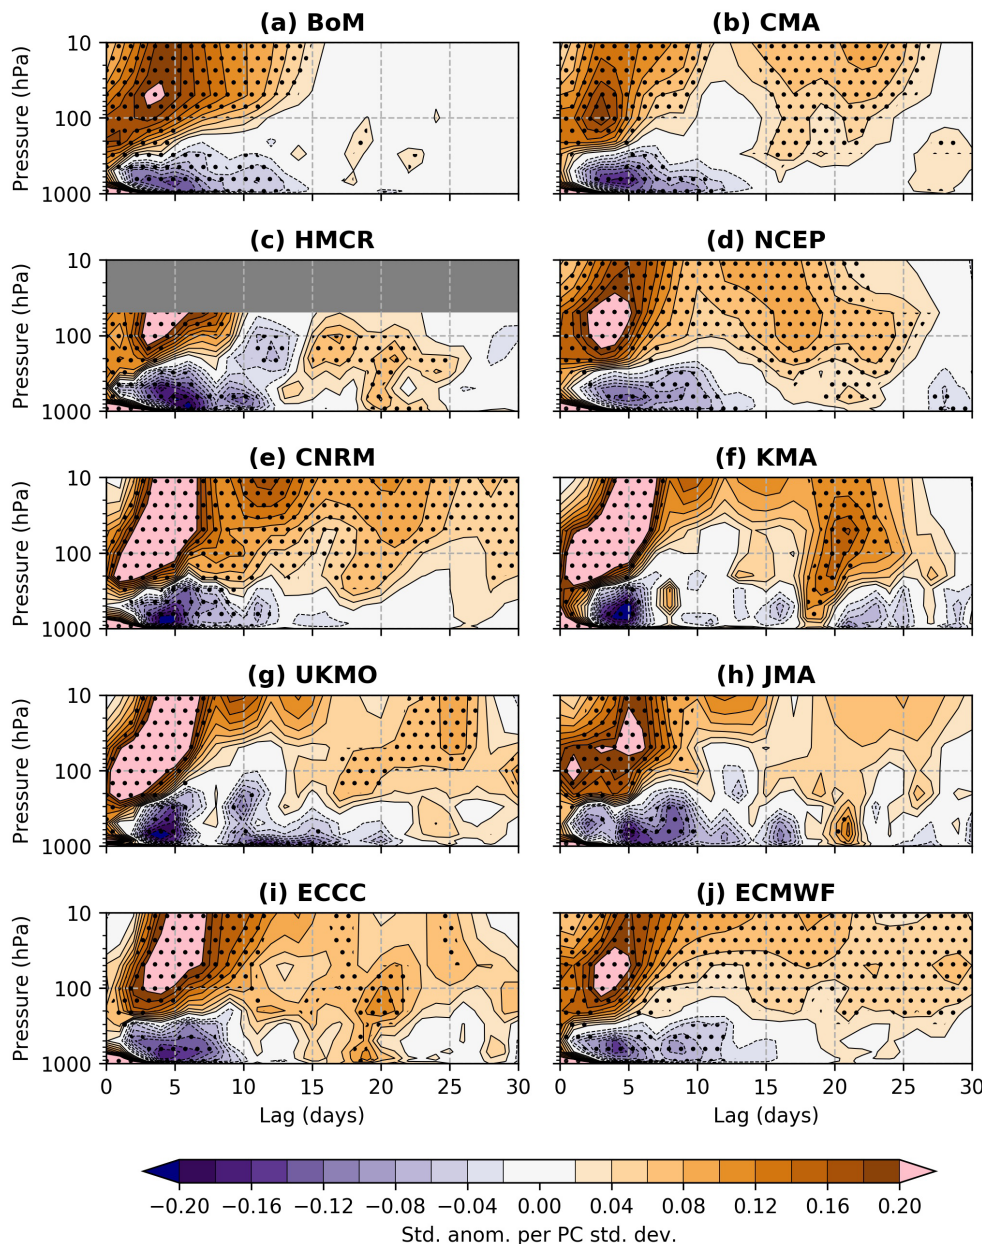 (a) BoM
(b) CMA
10
100
1000
Pressure (hPa)
(c) HMCR
(d) NCEP
10
100
1000
Pressure (hPa)
(e) CNRM
(f) KMA
10
100
1000
Pressure (hPa)
(g) UKMO
(h) JMA
10
100
1000
Pressure (hPa)
(i) ECCC
(j) ECMWF
10
100
1000
Pressure (hPa)
0 5 10 15 20 25 30
0 5 10 15 20 25 30
Lag (days)
Lag (days)
−0.20 −0.16 −0.12 −0.08 −0.04 0.00 0.04 0.08 0.12 0.16 0.20
Std. anom. per PC std. dev.